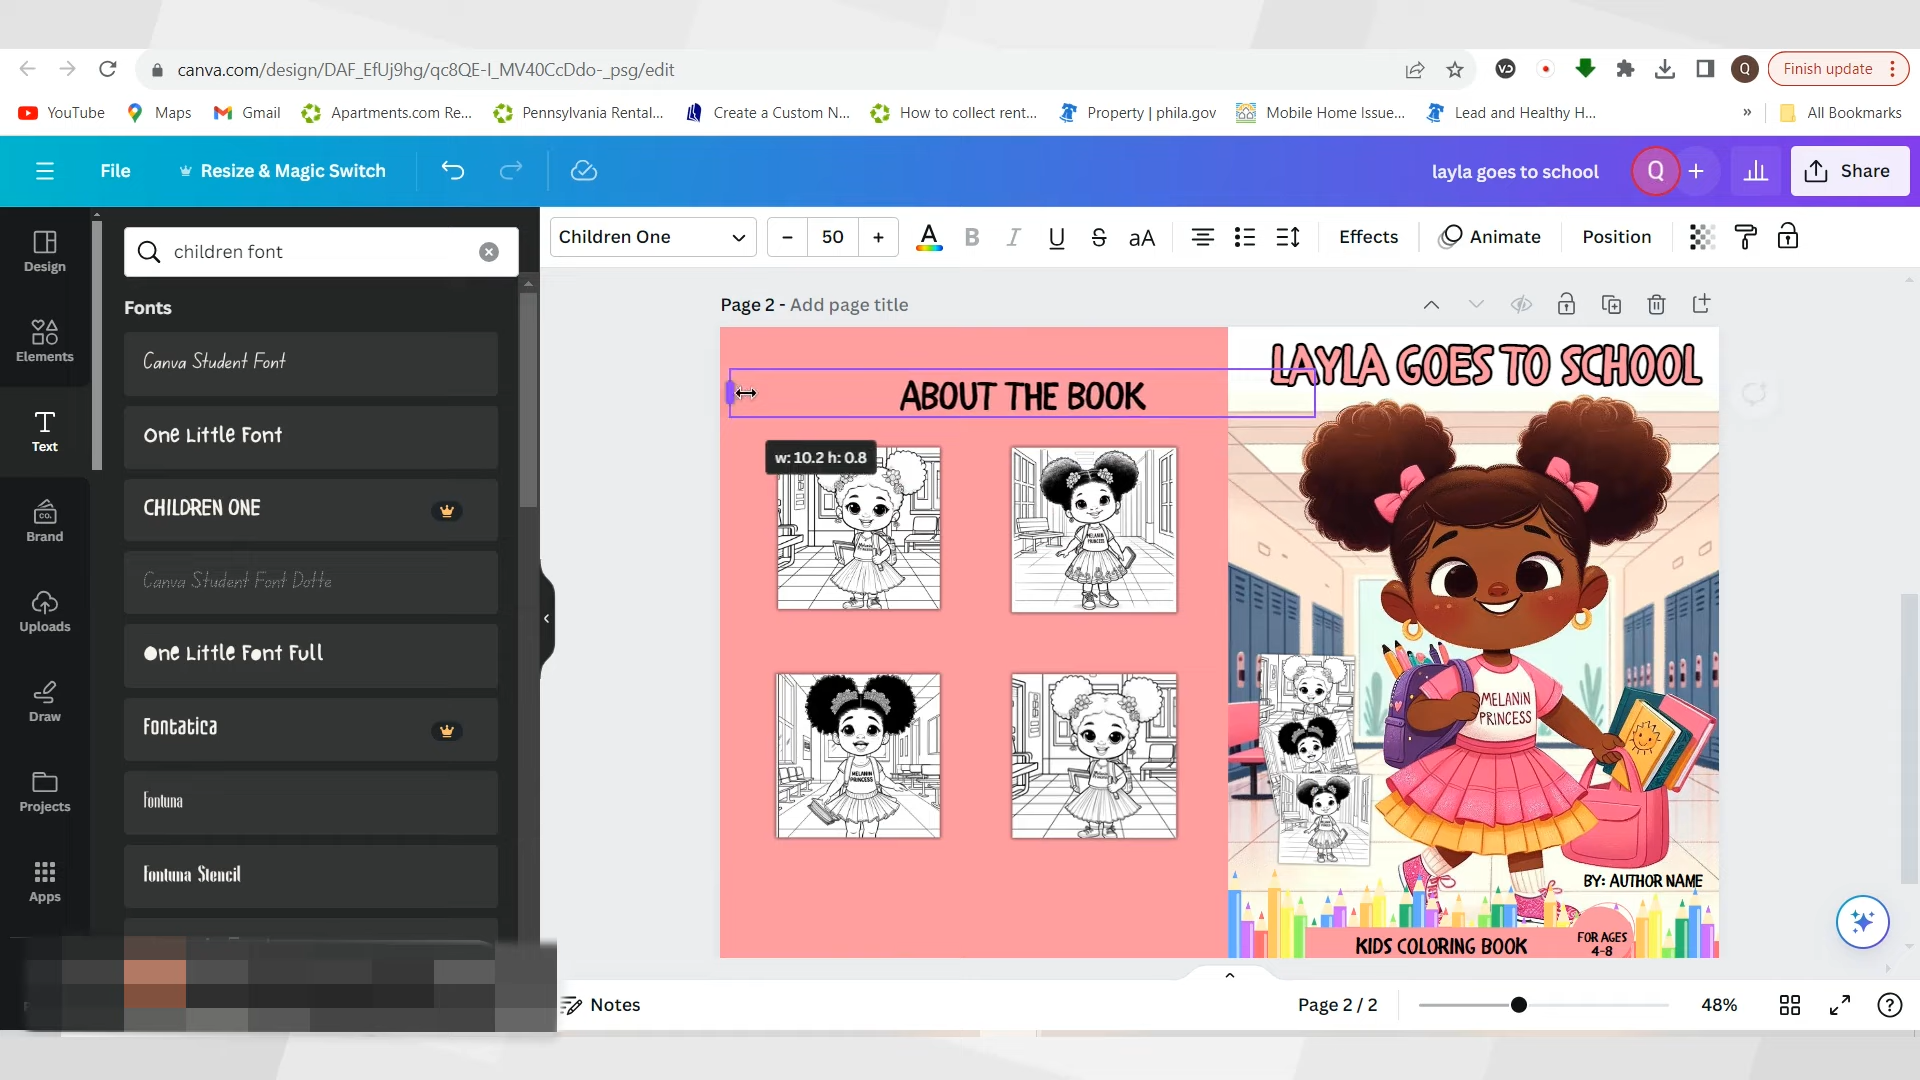 canva.com/design/DAF_EfUj9hg/qc8QE-I_MV40CcDdo-_psg/edit
Q
Finish update
YouTube
Maps
Gmail
Apartments.com Re...
Pennsylvania Rental...
Create a Custom N...
How to collect rent...
Property | phila.gov
Mobile Home Issue...
Lead and Healthy H...
»
All Bookmarks
File
Resize & Magic Switch
layla goes to school
Q
Share
Design
Elements
Text
Brand
Uploads
Draw
Projects
Apps
children font
Fonts
Canva Student Font
One Little Font
CHILDREN ONE
Canva Student Font Dotte
One Little Font Full
Fontatica
Fontuna
Fontuna Stencil
Children One
50
aA
Effects
Animate
Position
Page 2 - Add page title
ABOUT THE BOOK
w: 10.2 h: 0.8
MELANIN
PRINCESS
MELANIN
PRINCESS
LAYLA GOES TO SCHOOL
MELANIN
PRINCESS
BY: AUTHOR NAME
KIDS COLORING BOOK
FOR AGES
4-8
Notes
Page 2 / 2
48%